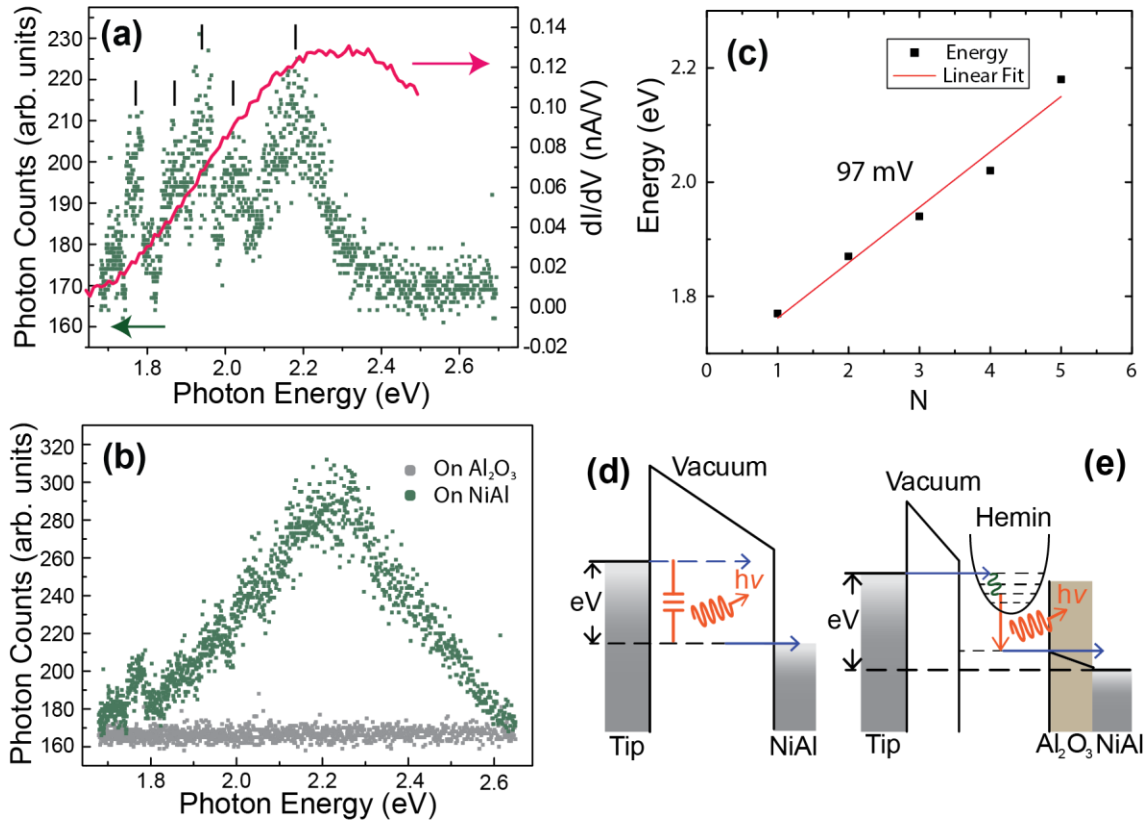 (a)
Photon Counts (arb. units)
230
220
210
200
190
180
170
160
0.14
0.12
0.10
0.08
0.06
0.04
0.02
0.00
-0.02
dI/dV (nA/V)
1.8 2.0 2.2 2.4 2.6
Photon Energy (eV)
(c)
Energy
Linear Fit
97 mV
Energy (eV)
2.2
2.0
1.8
0 1 2 3 4 5 6
N
(b)
Photon Counts (arb. units)
320
300
280
260
240
220
200
180
160
On Al₂O₃
On NiAl
1.8 2.0 2.2 2.4 2.6
Photon Energy (eV)
(d)
Vacuum
eV
hν
Tip
NiAl
(e)
Vacuum
Hemin
eV
hν
Tip
Al₂O₃ NiAl